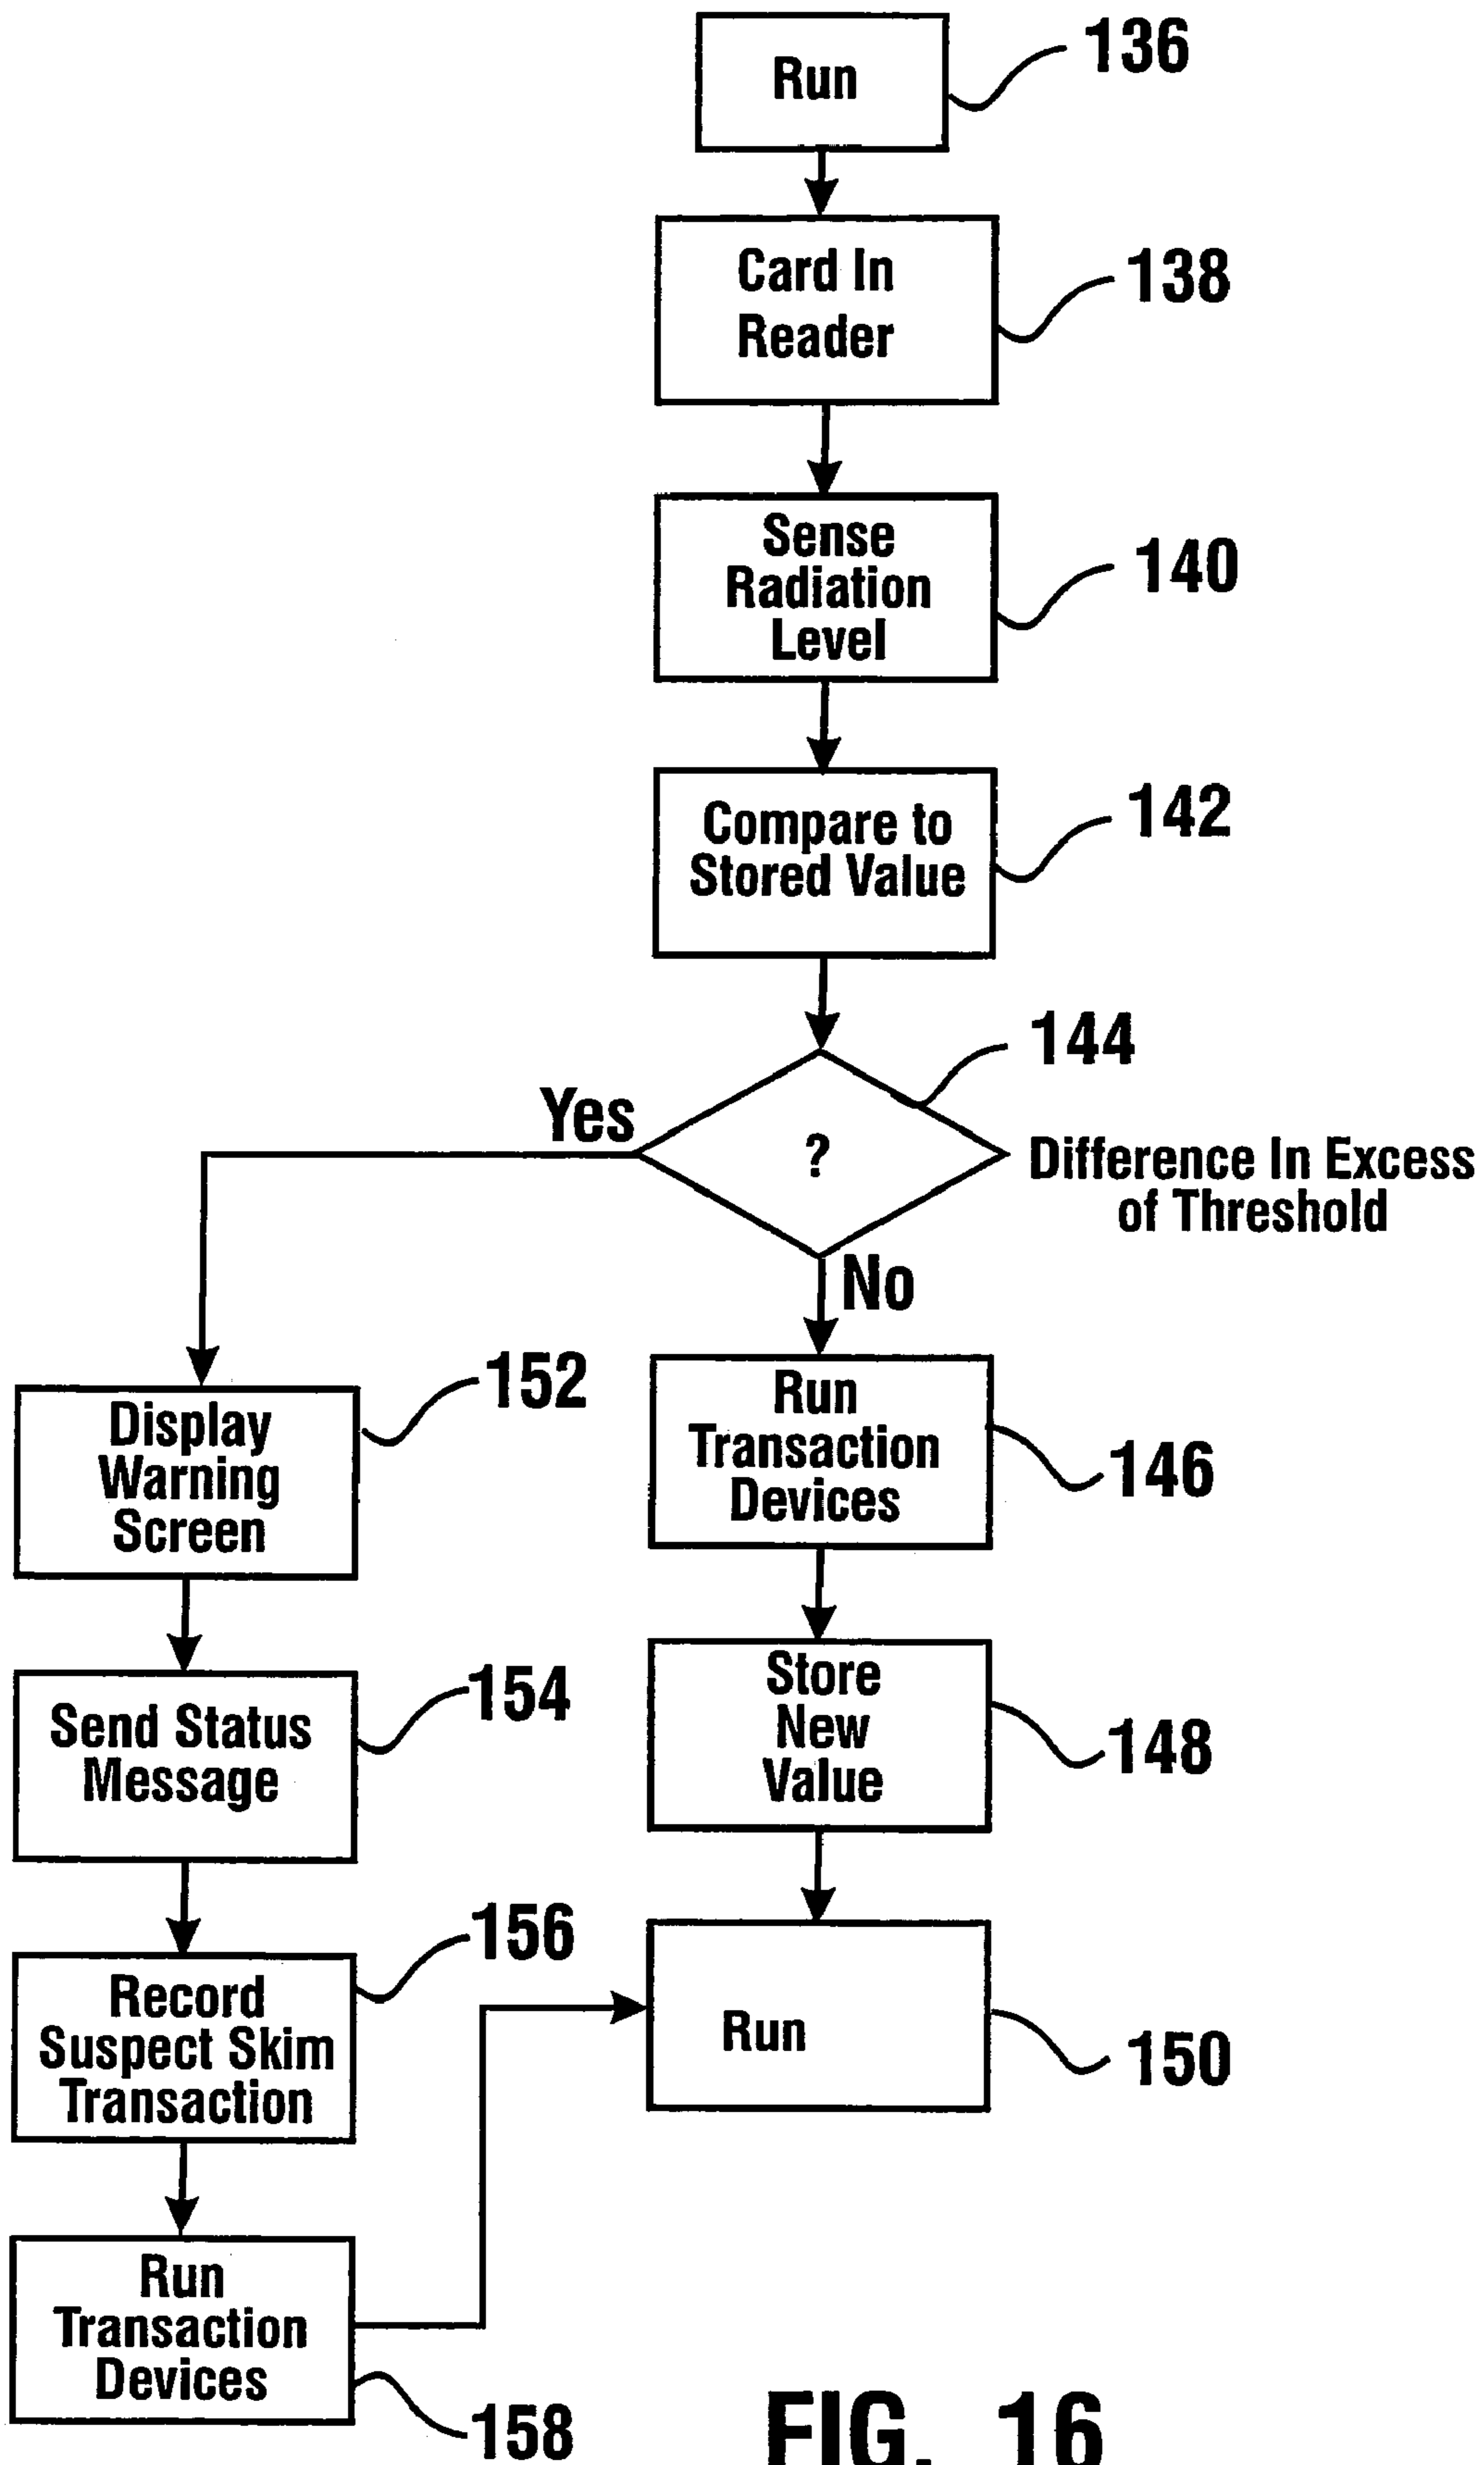 Run
136
Card In
Reader
138
Sense
Radiation
Level
140
Compare to
Stored Value
142
144
Yes
?
Difference In Excess
of Threshold
No
Display
Warning
Screen
152
Run
Transaction
Devices
146
Send Status
Message
154
Store
New
Value
148
Record
Suspect Skim
Transaction
156
Run
150
Run
Transaction
Devices
158
FIG. 16